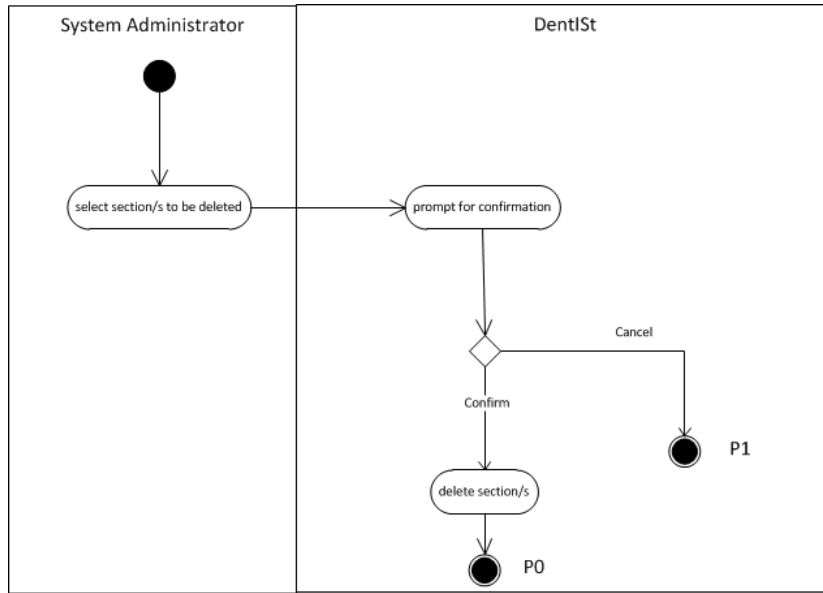 System Administrator
DentISt
select section/s to be deleted
prompt for confirmation
Cancel
Confirm
P1
delete section/s
P0